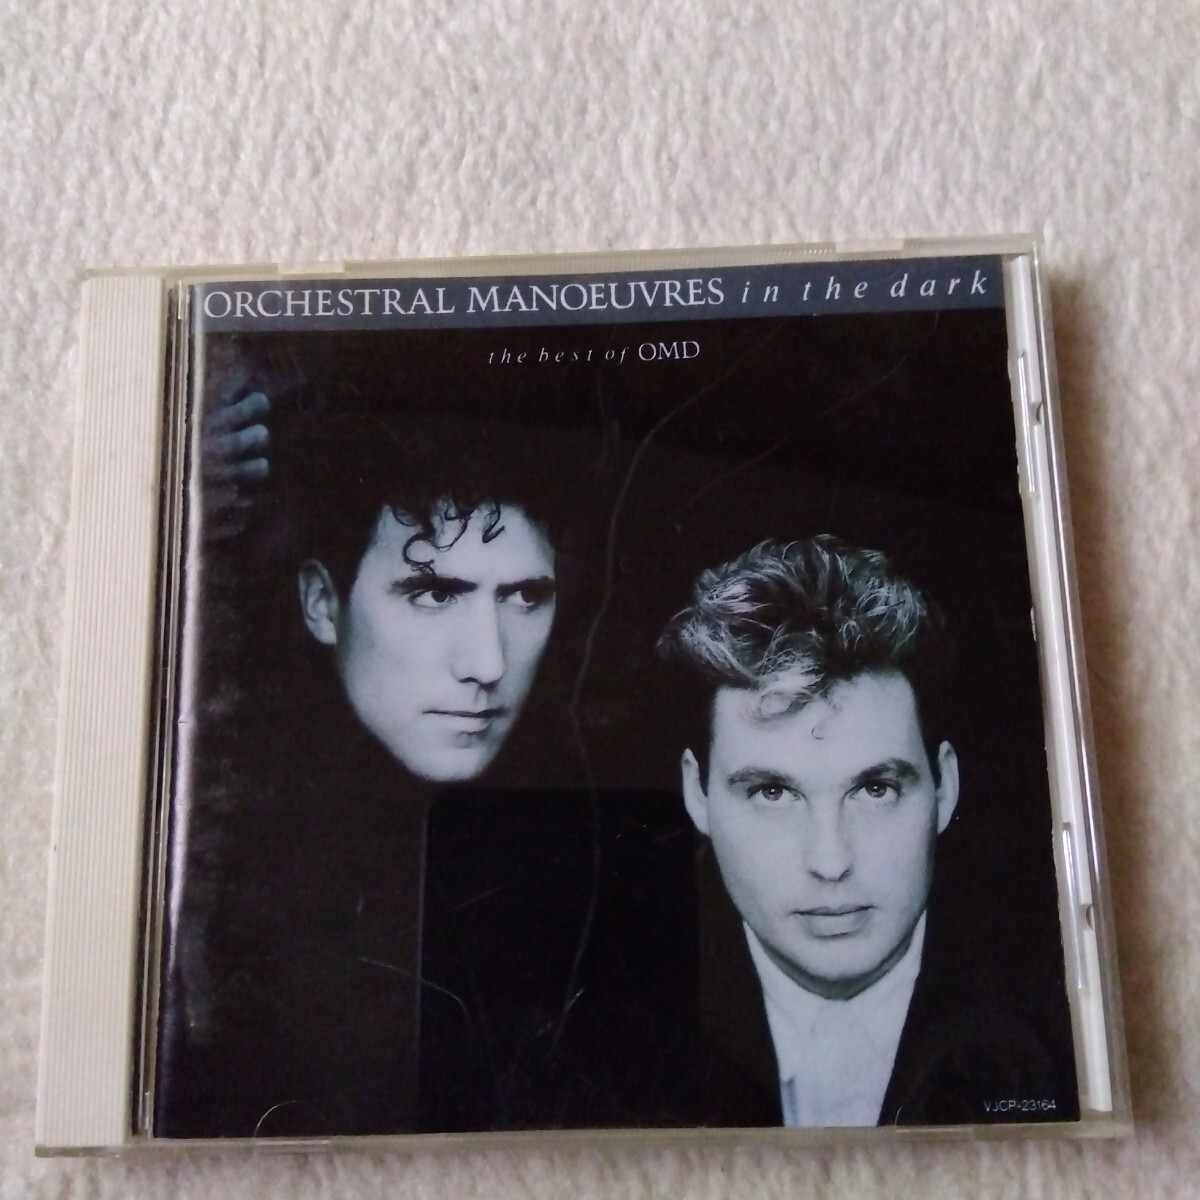 ORCHESTRAL MANOEUVRES in the dark
the best of OMD
VJCP-23164